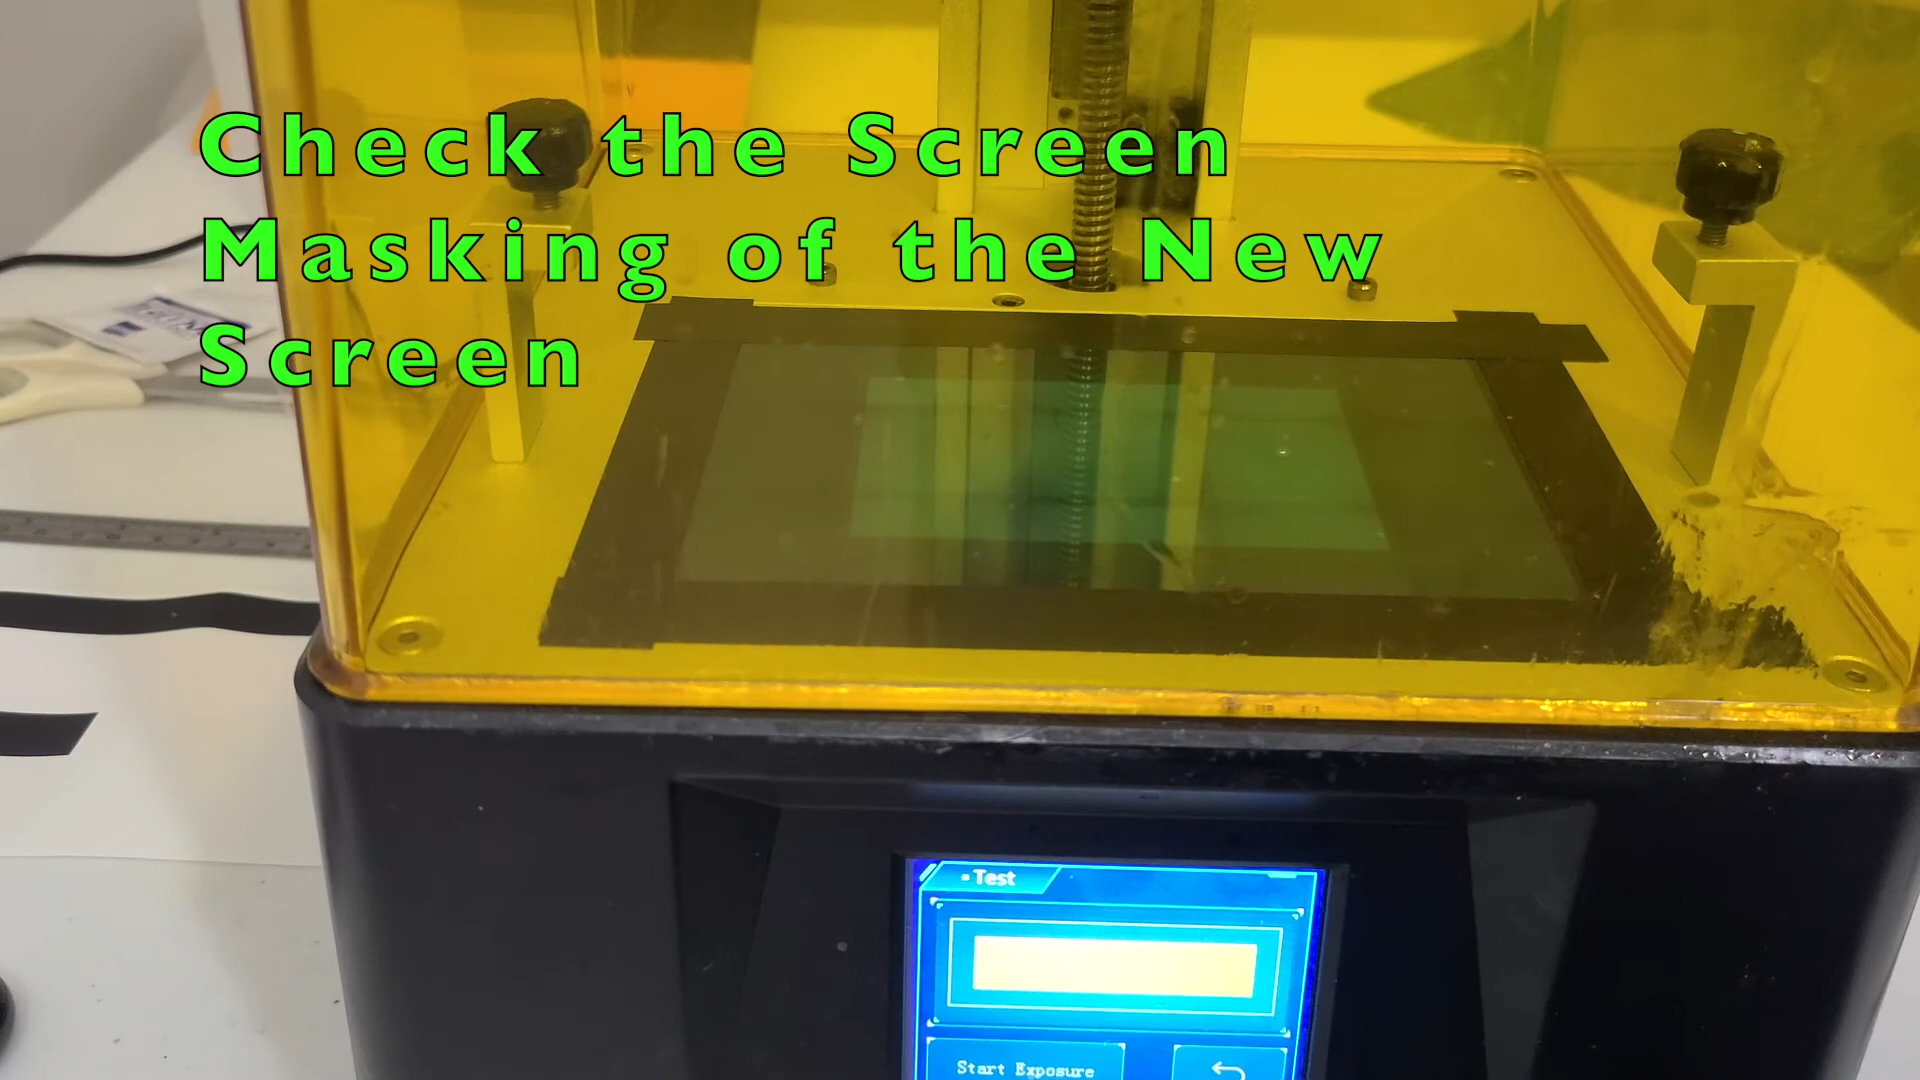 Check the Screen
Masking of the New
Screen
Test
Start Exposure